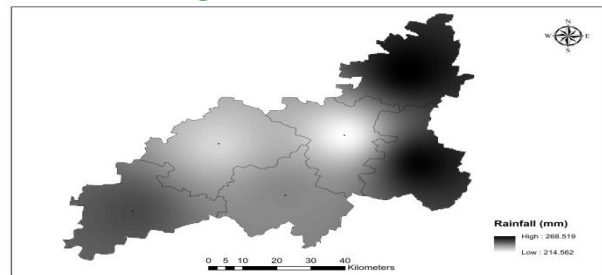 N
W E
S
Rainfall (mm)
High : 268.519
Low : 214.562
0 5 10 20 30 40
Kilometers